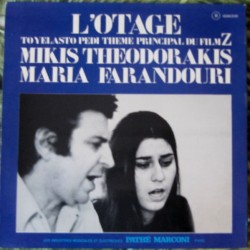 L'OTAGE
TO YELASTO PEDI THEME PRINCIPAL DU FILM Z
MIKIS THEODORAKIS
MARIA FARANDOURI
PATHE MARCONI